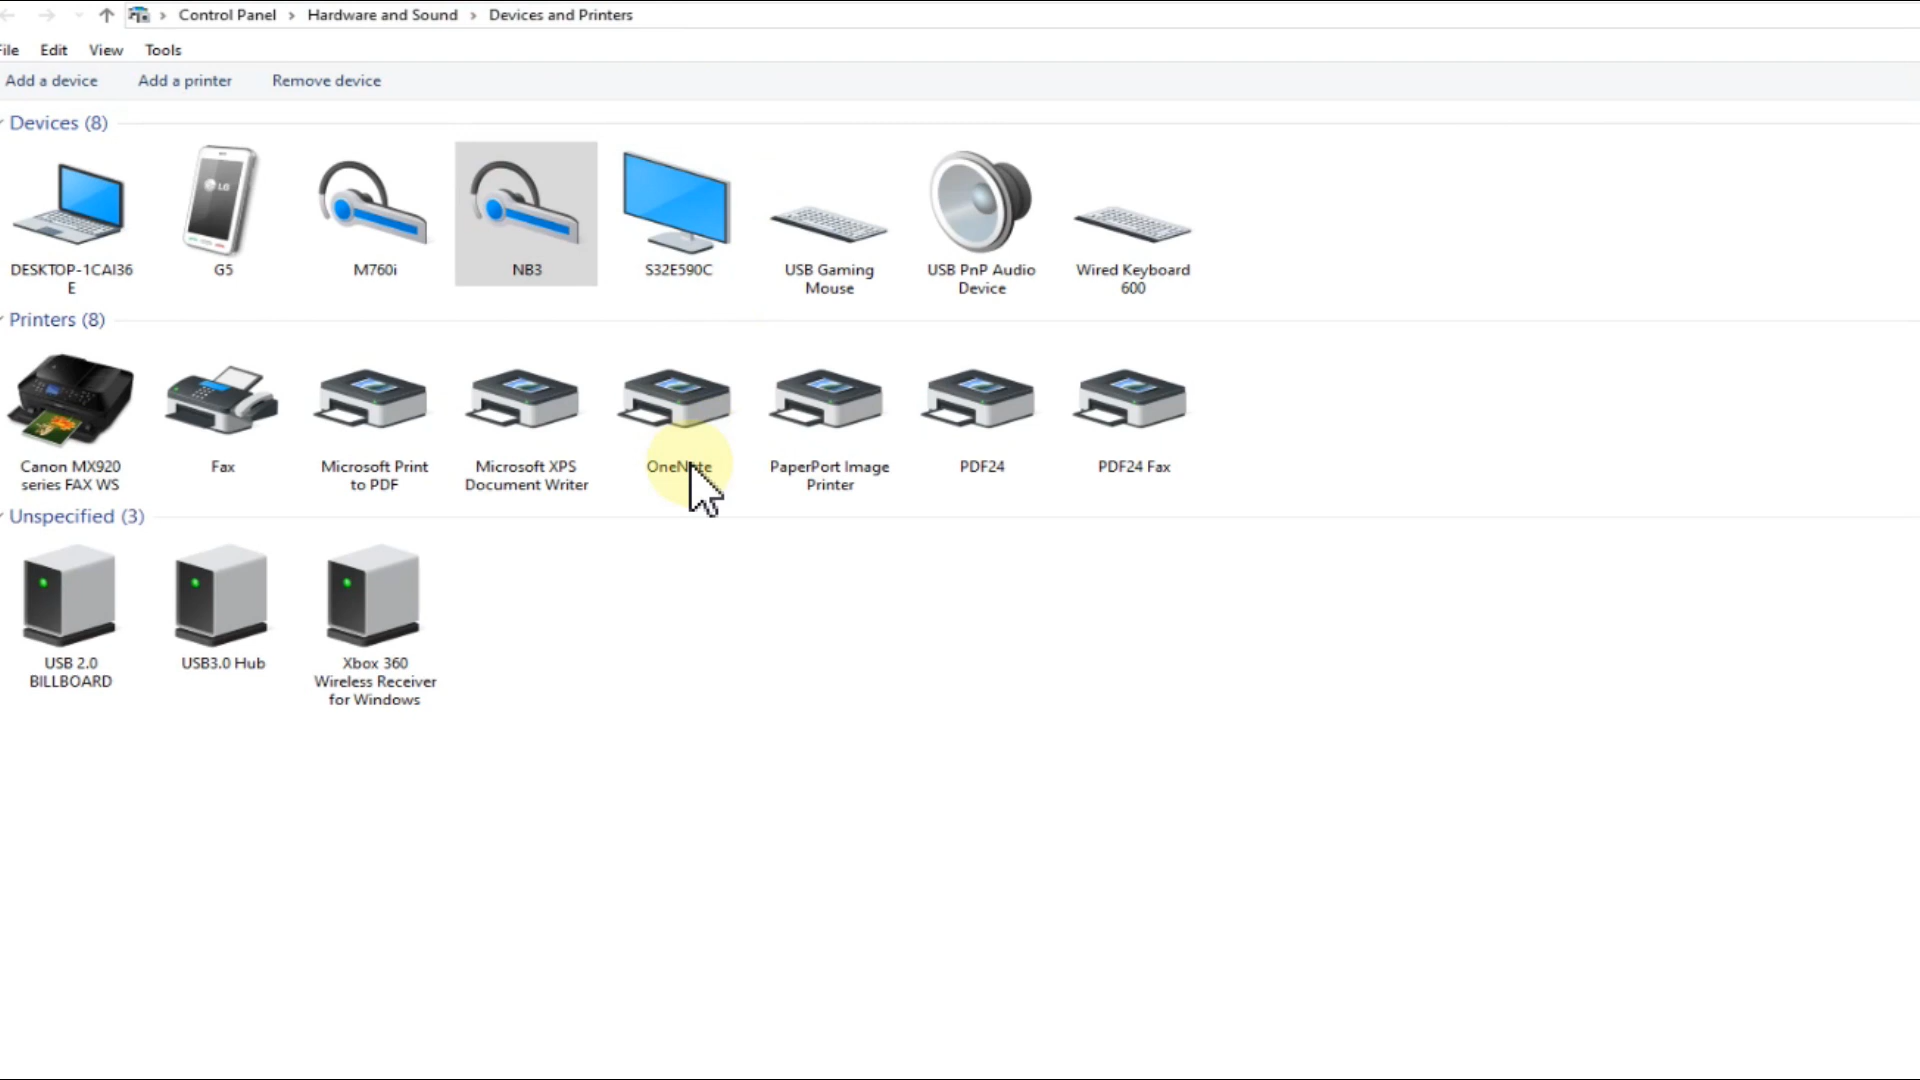 Control Panel > Hardware and Sound > Devices and Printers
File Edit View Tools
Add a device Add a printer Remove device
Devices (8)
LG
DESKTOP-1CAI36 G5 M760i NB3 S32E590C USB Gaming USB PnP Audio Wired Keyboard
E Mouse Device 600
Printers (8)
Canon MX920 Fax Microsoft Print Microsoft XPS OneNote PaperPort Image PDF24 PDF24 Fax
series FAX WS to PDF Document Writer Printer
Unspecified (3)
USB 2.0 USB3.0 Hub Xbox 360
BILLBOARD Wireless Receiver
for Windows